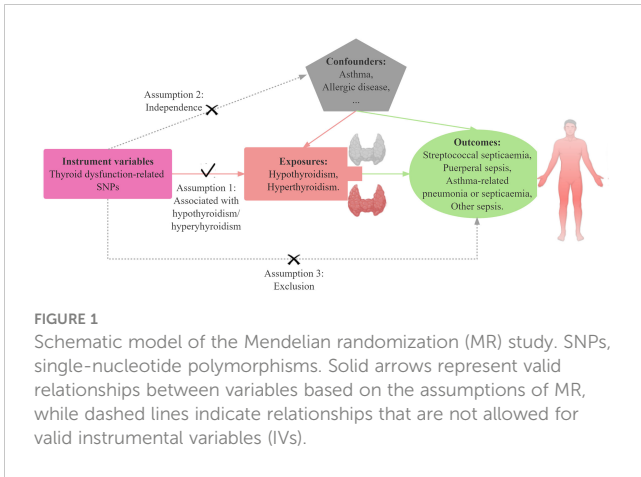 Confounders:
Asthma,
Allergic disease,
...
Assumption 2:
Independence
Instrument variables
Thyroid dysfunction-related
SNPs
Assumption 1:
Associated with
hypothyroidism/
hyperyhyroidism
Exposures:
Hypothyroidism,
Hyperthyroidism.
Outcomes:
Streptococcal septicaemia,
Puerperal sepsis,
Asthma-related
pneumonia or septicaemia,
Other sepsis.
Assumption 3:
Exclusion
FIGURE 1
Schematic model of the Mendelian randomization (MR) study. SNPs,
single-nucleotide polymorphisms. Solid arrows represent valid
relationships between variables based on the assumptions of MR,
while dashed lines indicate relationships that are not allowed for
valid instrumental variables (IVs).